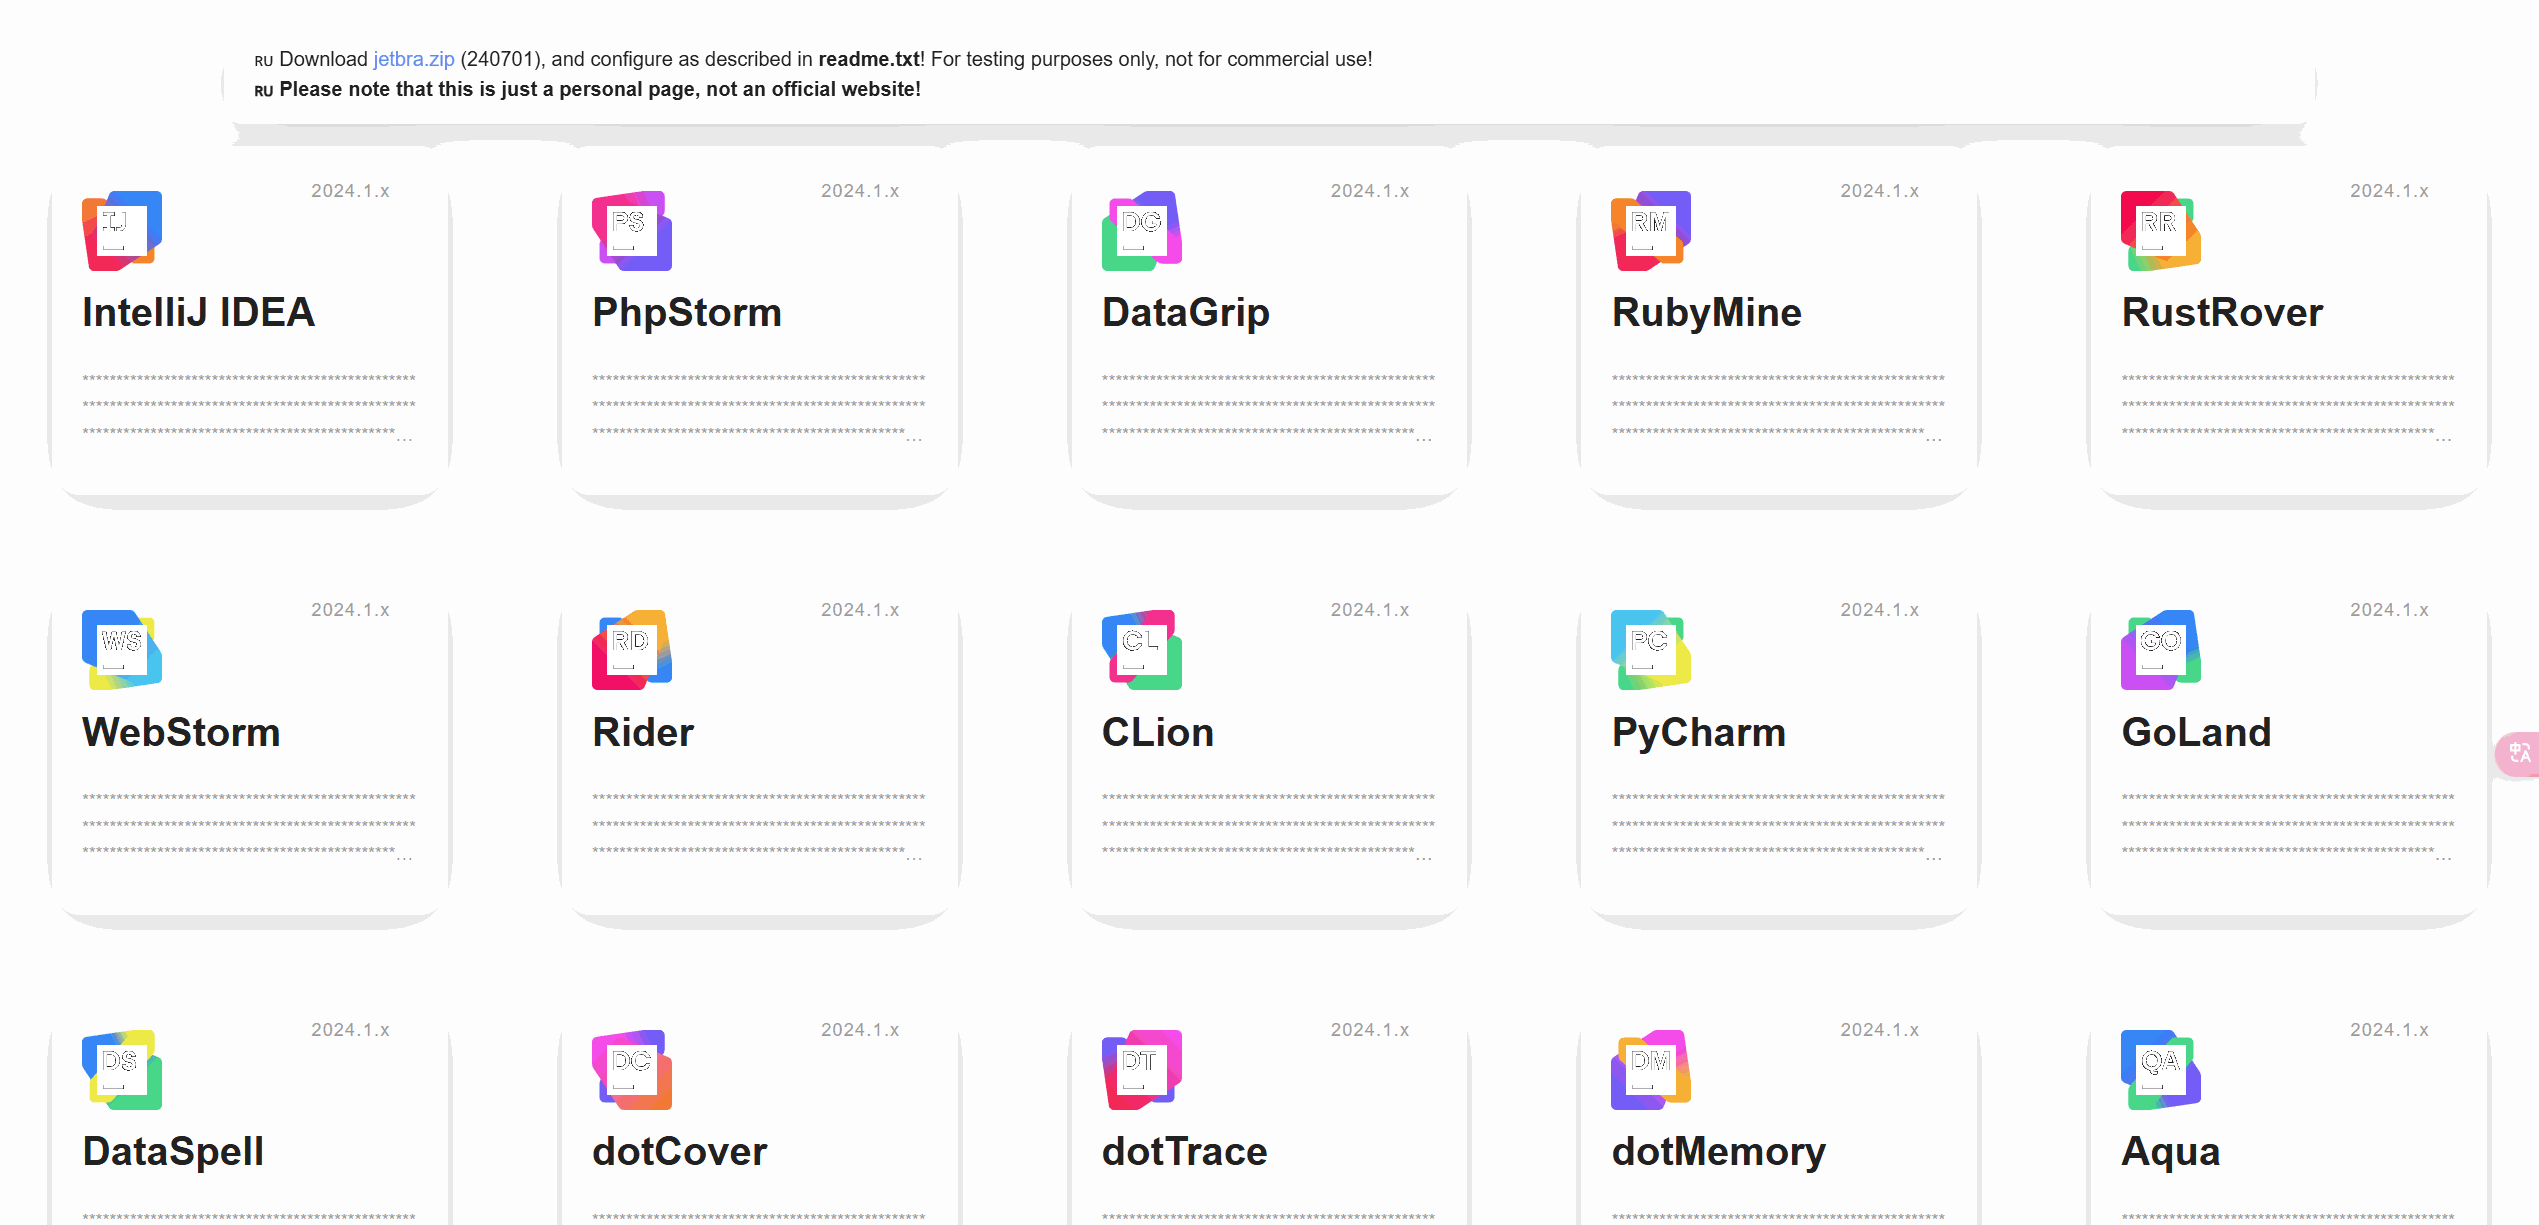 RU Download jetbra.zip (240701), and configure as described in readme.txt! For testing purposes only, not for commercial use!
RU Please note that this is just a personal page, not an official website!
2024.1.x
IJ
IntelliJ IDEA
2024.1.x
PS
PhpStorm
2024.1.x
DG
DataGrip
2024.1.x
RM
RubyMine
2024.1.x
RR
RustRover
2024.1.x
WS
WebStorm
2024.1.x
RD
Rider
2024.1.x
CL
CLion
2024.1.x
PC
PyCharm
2024.1.x
GO
GoLand
中
A
2024.1.x
DS
DataSpell
2024.1.x
DC
dotCover
2024.1.x
DT
dotTrace
2024.1.x
DM
dotMemory
2024.1.x
QA
Aqua